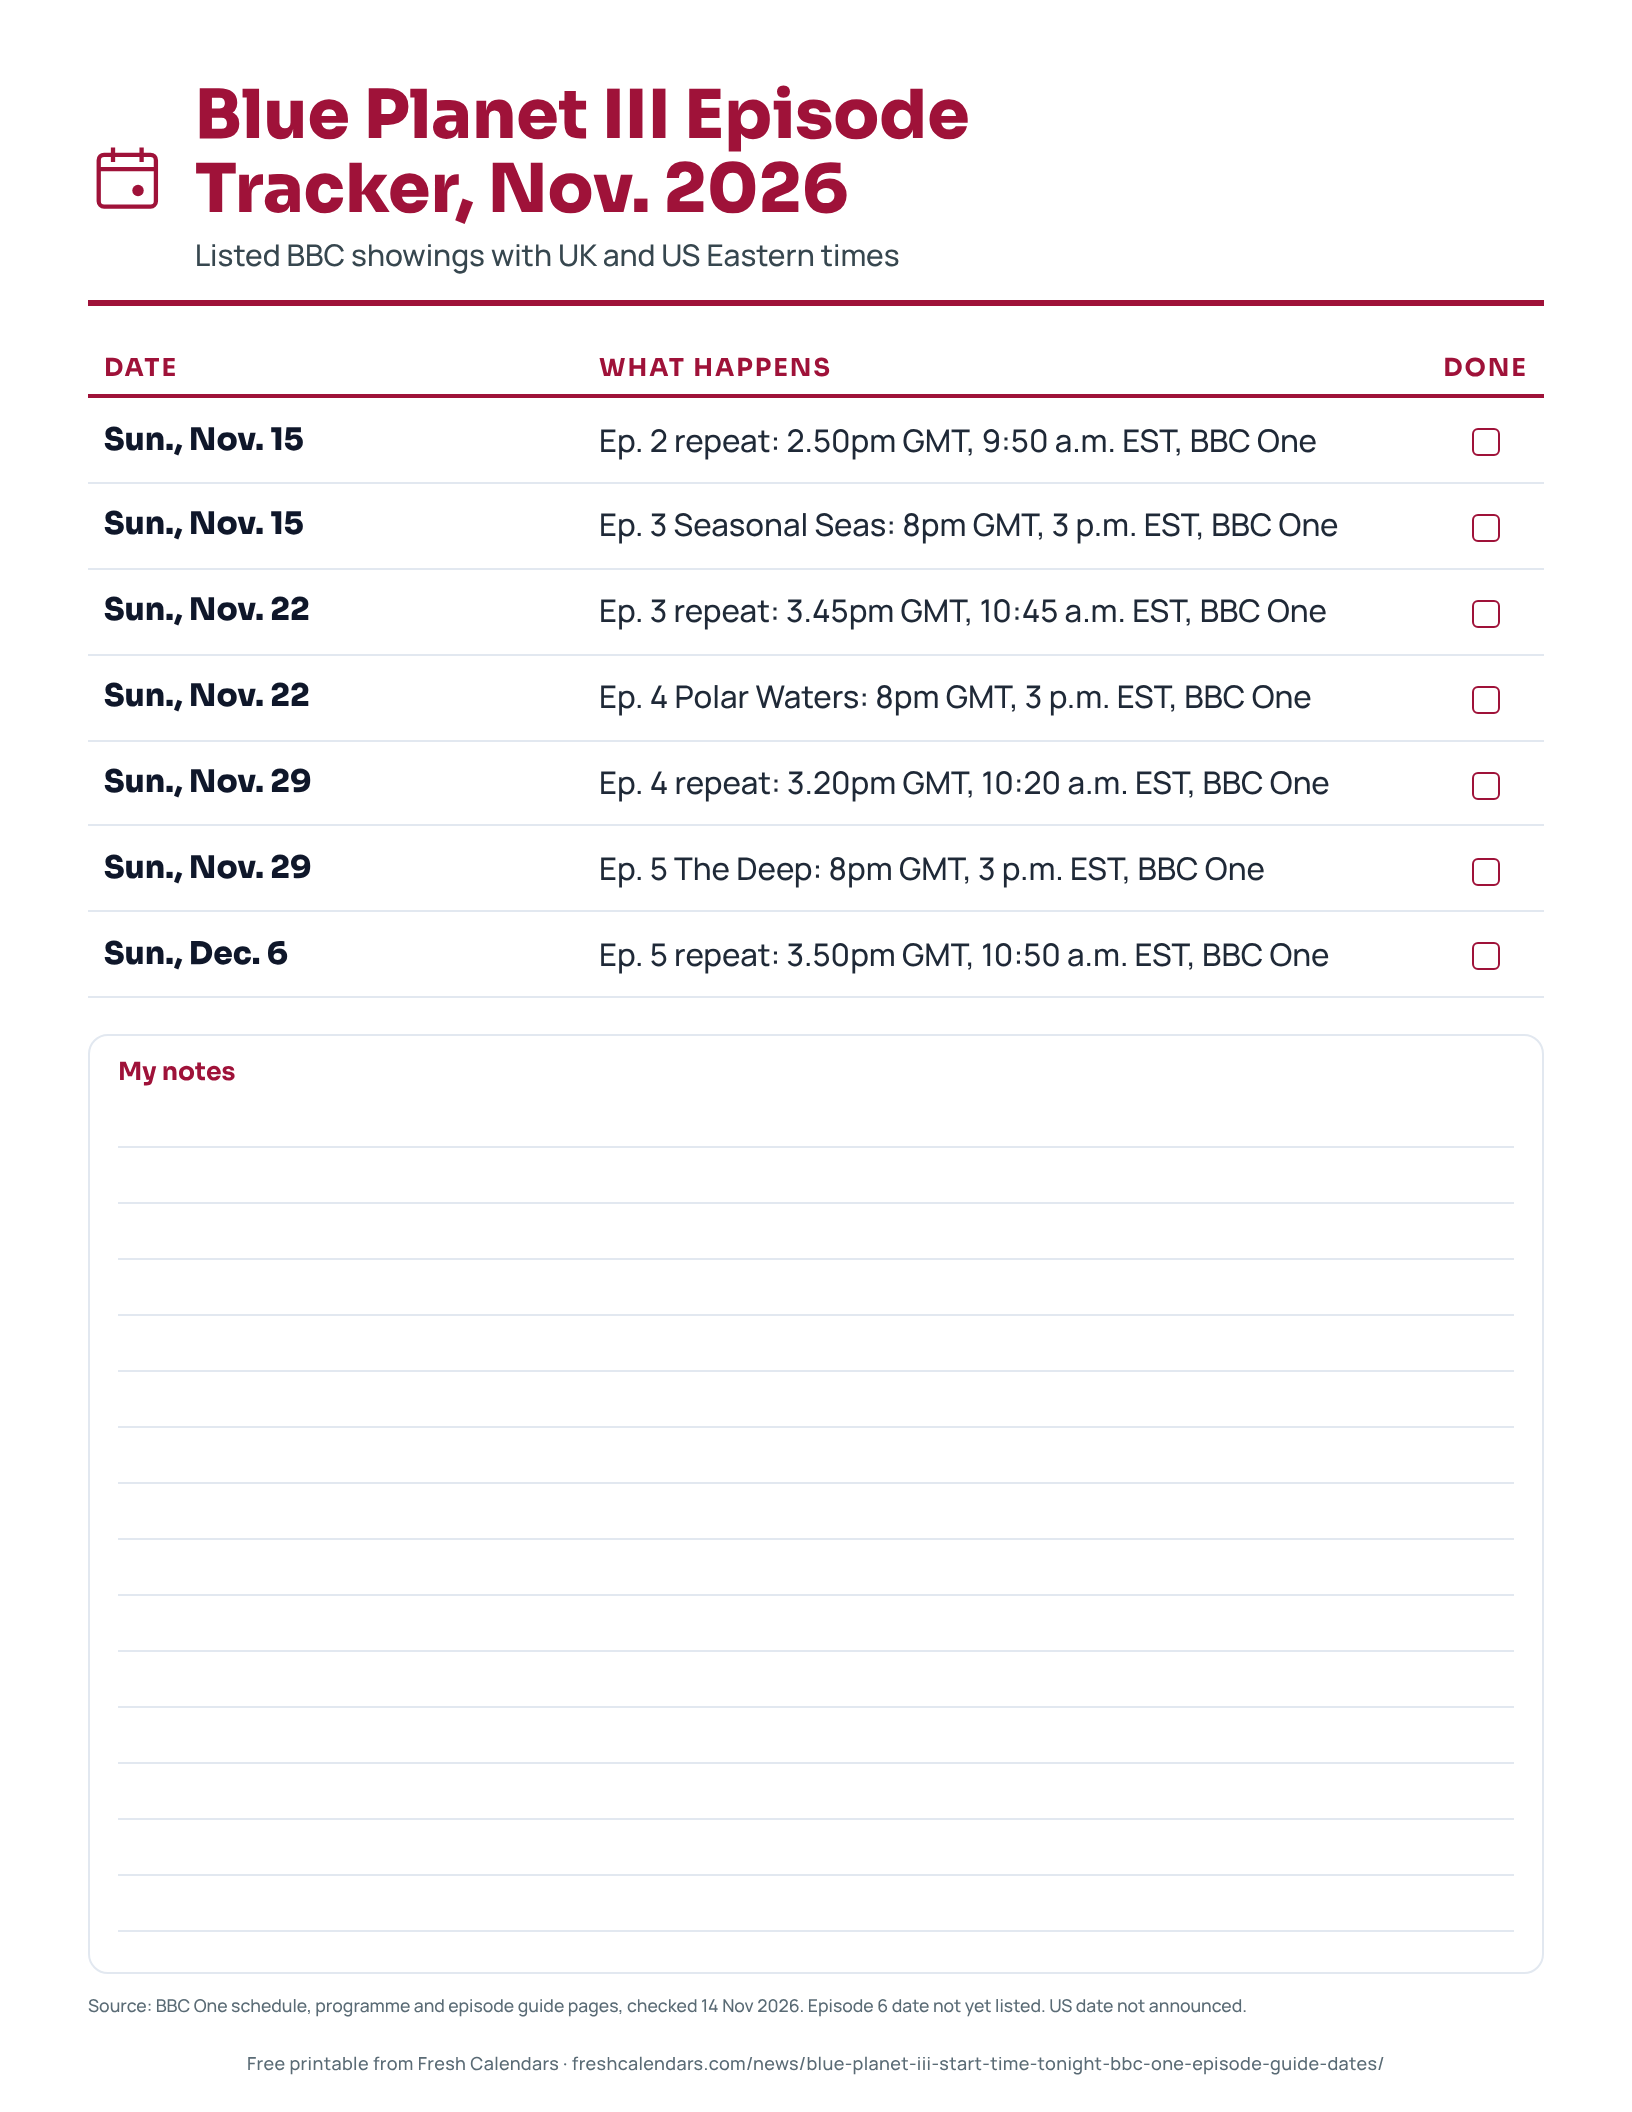 Blue Planet III Episode
Tracker, Nov. 2026
Listed BBC showings with UK and US Eastern times
DATE WHAT HAPPENS DONE
Sun., Nov. 15 Ep. 2 repeat: 2.50pm GMT, 9:50 a.m. EST, BBC One
Sun., Nov. 15 Ep. 3 Seasonal Seas: 8pm GMT, 3 p.m. EST, BBC One
Sun., Nov. 22 Ep. 3 repeat: 3.45pm GMT, 10:45 a.m. EST, BBC One
Sun., Nov. 22 Ep. 4 Polar Waters: 8pm GMT, 3 p.m. EST, BBC One
Sun., Nov. 29 Ep. 4 repeat: 3.20pm GMT, 10:20 a.m. EST, BBC One
Sun., Nov. 29 Ep. 5 The Deep: 8pm GMT, 3 p.m. EST, BBC One
Sun., Dec. 6 Ep. 5 repeat: 3.50pm GMT, 10:50 a.m. EST, BBC One
My notes
Source: BBC One schedule, programme and episode guide pages, checked 14 Nov 2026. Episode 6 date not yet listed. US date not announced.
Free printable from Fresh Calendars · freshcalendars.com/news/blue-planet-iii-start-time-tonight-bbc-one-episode-guide-dates/